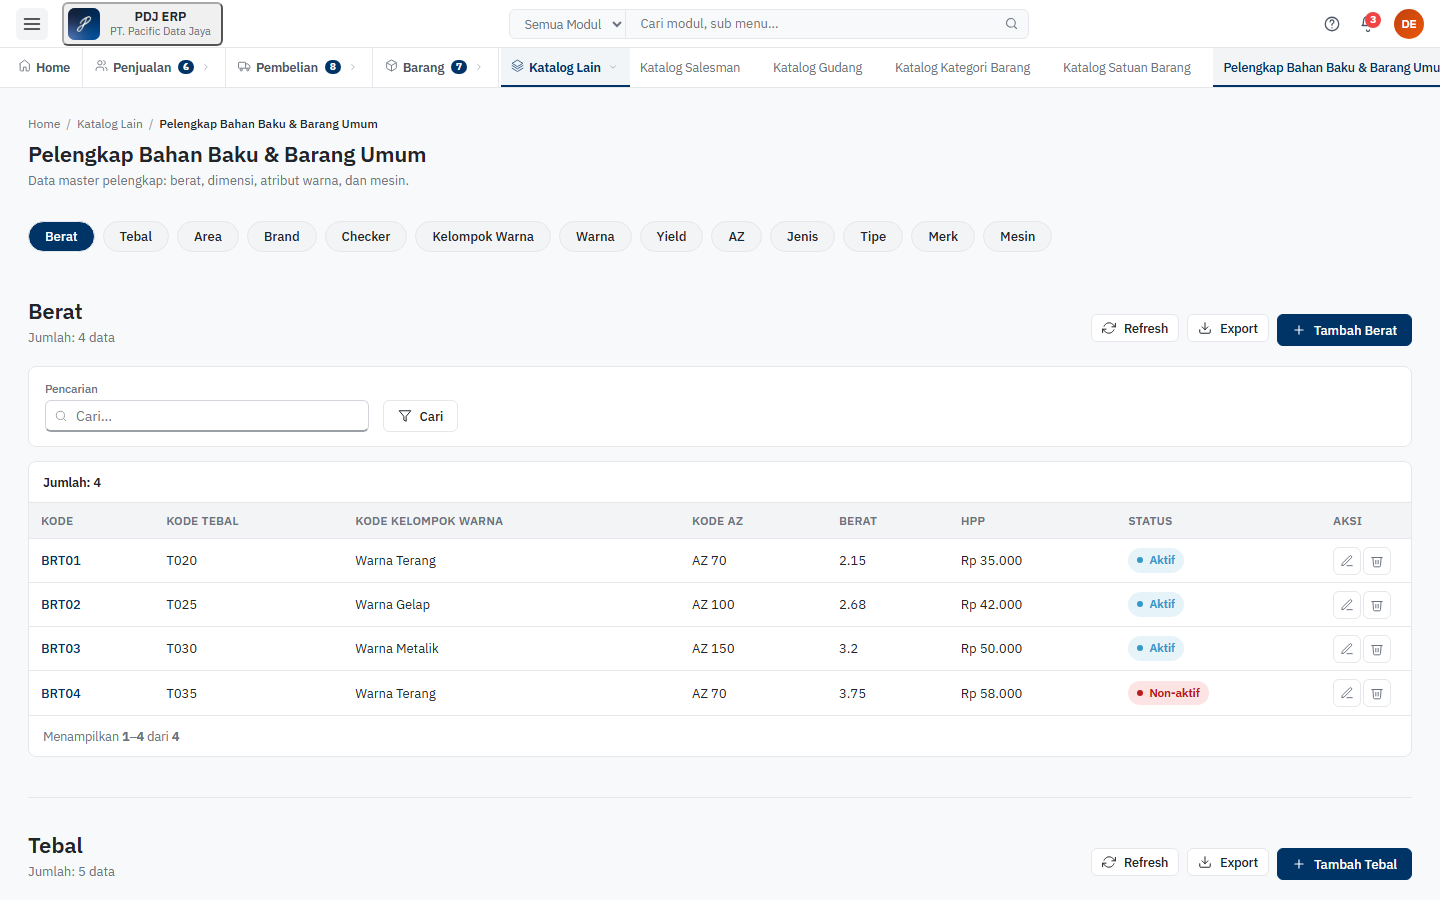 PDJ ERP
PT. Pacific Data Jaya
Semua Modul
Cari modul, sub menu...
3
DE
Home
Penjualan 6
Pembelian 8
Barang 7
Katalog Lain
Katalog Salesman
Katalog Gudang
Katalog Kategori Barang
Katalog Satuan Barang
Pelengkap Bahan Baku & Barang Umu
Home / Katalog Lain / Pelengkap Bahan Baku & Barang Umum
Pelengkap Bahan Baku & Barang Umum
Data master pelengkap: berat, dimensi, atribut warna, dan mesin.
Berat Tebal Area Brand Checker Kelompok Warna Warna Yield AZ Jenis Tipe Merk Mesin
Berat
Jumlah: 4 data
Refresh Export + Tambah Berat
Pencarian
Cari...
Cari
Jumlah: 4
KODE KODE TEBAL KODE KELOMPOK WARNA KODE AZ BERAT HPP STATUS AKSI
BRT01 T020 Warna Terang AZ 70 2.15 Rp 35.000 Aktif
BRT02 T025 Warna Gelap AZ 100 2.68 Rp 42.000 Aktif
BRT03 T030 Warna Metalik AZ 150 3.2 Rp 50.000 Aktif
BRT04 T035 Warna Terang AZ 70 3.75 Rp 58.000 Non-aktif
Menampilkan 1–4 dari 4
Tebal
Jumlah: 5 data
Refresh Export + Tambah Tebal